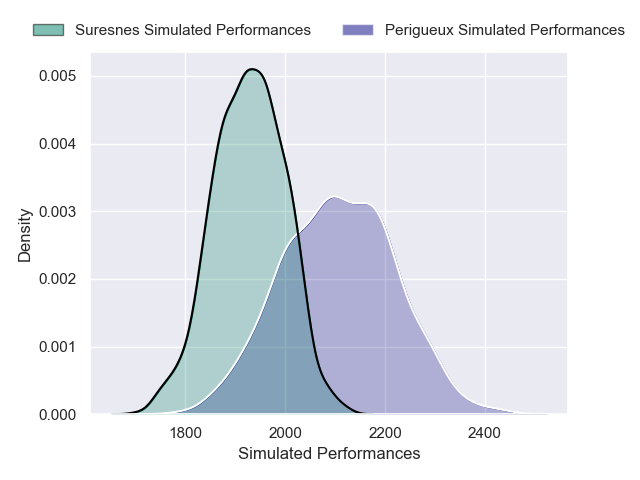 Suresnes Simulated Performances
Perigueux Simulated Performances
0.005
0.004
0.003
0.002
0.001
0.000
Density
1800
2000
2200
2400
Simulated Performances